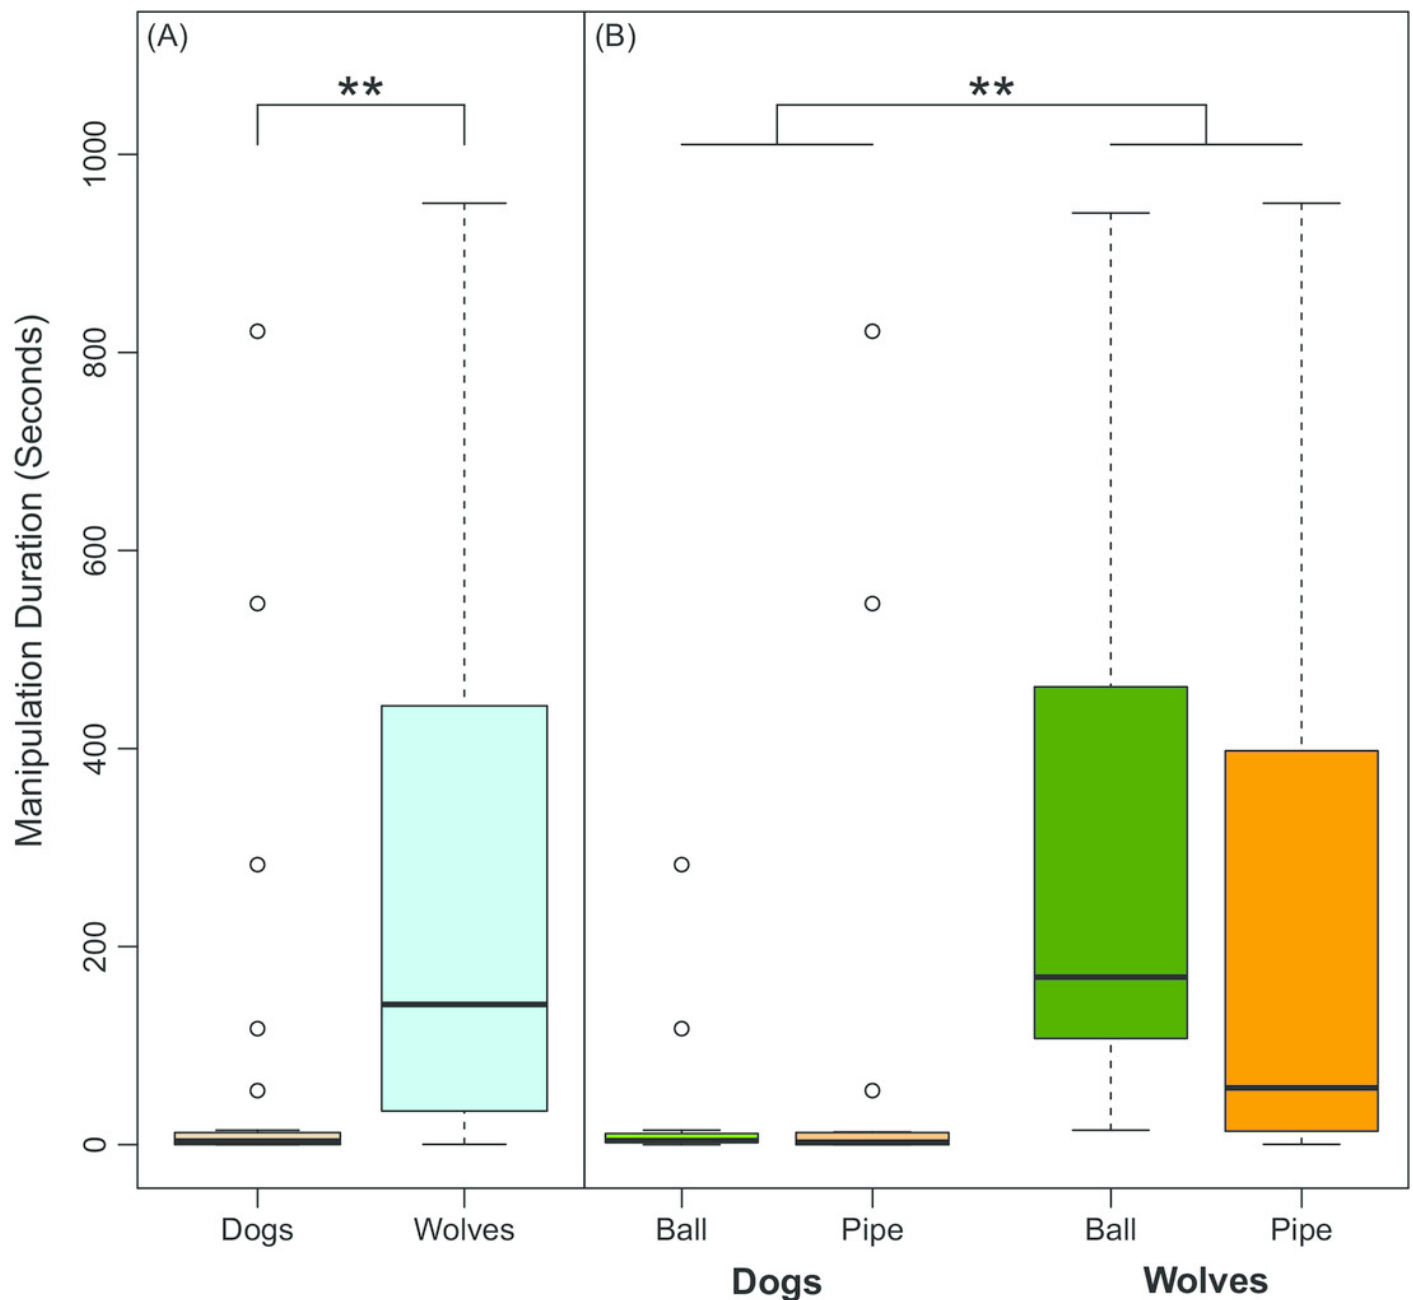 (A)
(B)
**
**
Manipulation Duration (Seconds)
1000
800
600
400
200
0
Dogs Wolves Ball Pipe Ball Pipe
Dogs Wolves